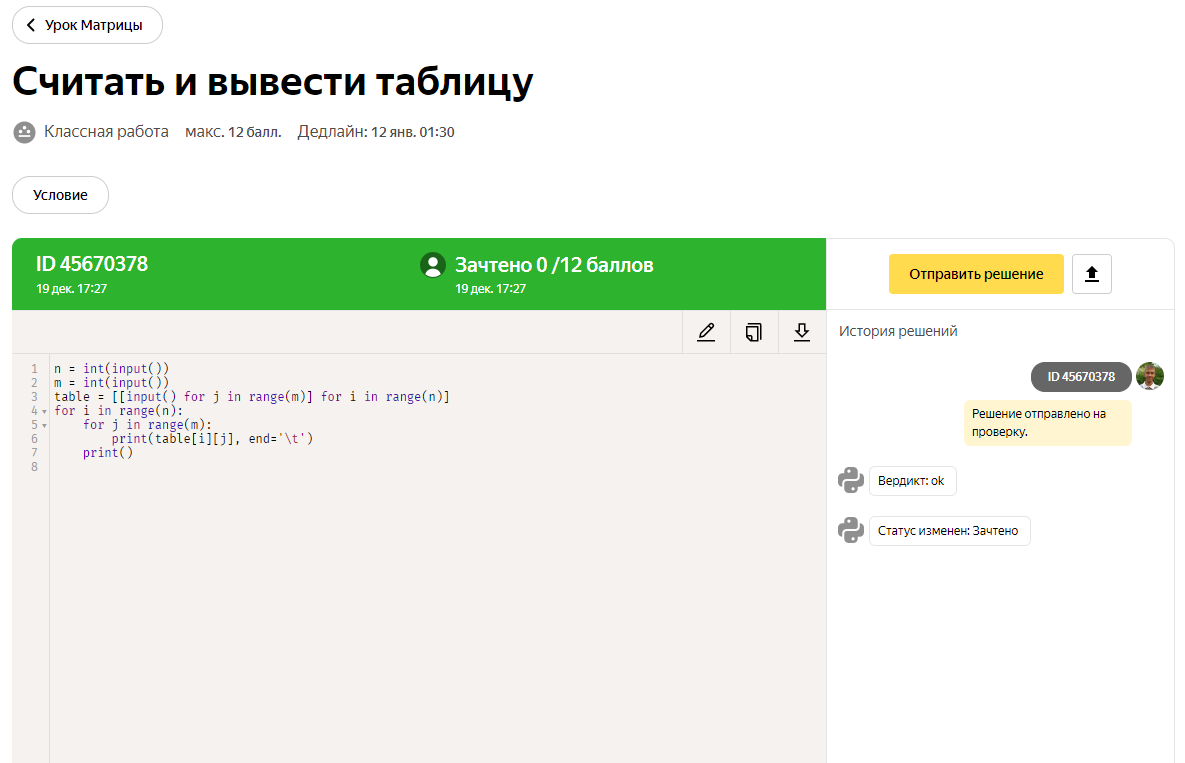 Урок Матрицы
Считать и вывести таблицу
Классная работа макс. 12 балл. Дедлайн: 12 янв. 01:30
Условие
ID 45670378
19 дек. 17:27
Зачтено 0 /12 баллов
19 дек. 17:27
Отправить решение
1 n = int(input())
2 m = int(input())
3 table = [[input() for j in range(m)] for i in range(n)]
4 for i in range(n):
5     for j in range(m):
6         print(table[i][j], end='\t')
7     print()
8
История решений
ID 45670378
Решение отправлено на
проверку.
Вердикт: ok
Статус изменен: Зачтено